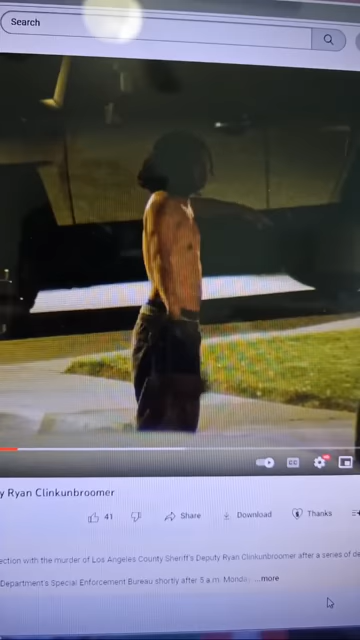 Search
y Ryan Clinkunbroomer
41
Share
Download
Thanks
ection with the murder of Los Angeles County Sheriff's Deputy Ryan Clinkunbroomer after a series of de
Department's Special Enforcement Bureau shortly after 5 a.m. Monday ...more